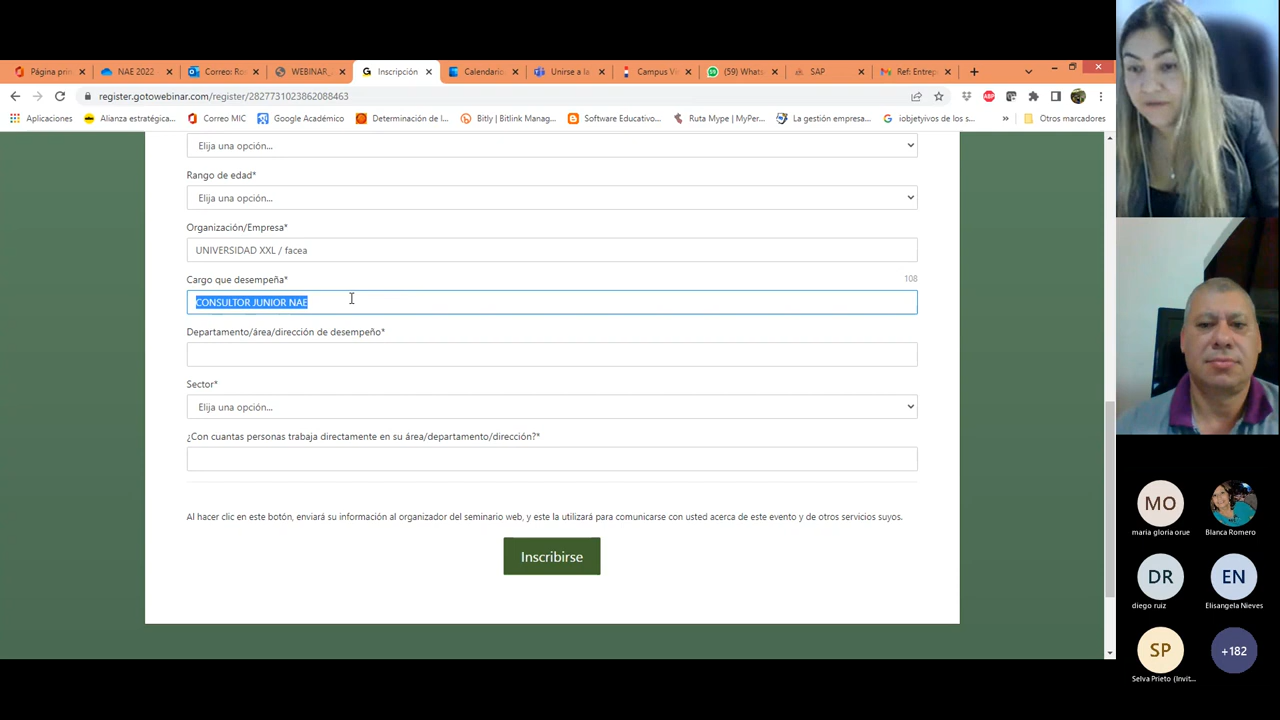 Página prin
NAE 2022
Correo: Ro
WEBINAR_
Inscripción
Calendario
Unirse a la
Campus Vi
(59) Whats
SAP
Ref: Entrep
register.gotowebinar.com/register/2827731023862088463
Aplicaciones
Alianza estratégica...
Correo MIC
Google Académico
Determinación de l...
Bitly | Bitlink Manag...
Software Educativo...
Ruta Mype | MyPer...
La gestión empresa...
iobjetyivos de los s...
»
Otros marcadores
Elija una opción...
Rango de edad*
Elija una opción...
Organización/Empresa*
UNIVERSIDAD XXL / facea
Cargo que desempeña*
108
CONSULTOR JUNIOR NAE
Departamento/área/dirección de desempeño*
Sector*
Elija una opción...
¿Con cuantas personas trabaja directamente en su área/departamento/dirección?*
Al hacer clic en este botón, enviará su información al organizador del seminario web, y este la utilizará para comunicarse con usted acerca de este evento y de otros servicios suyos.
Inscribirse
MO
maria gloria orue
Blanca Romero
DR
diego ruiz
EN
Elisangela Nieves
SP
Selva Prieto (Invit...
+182